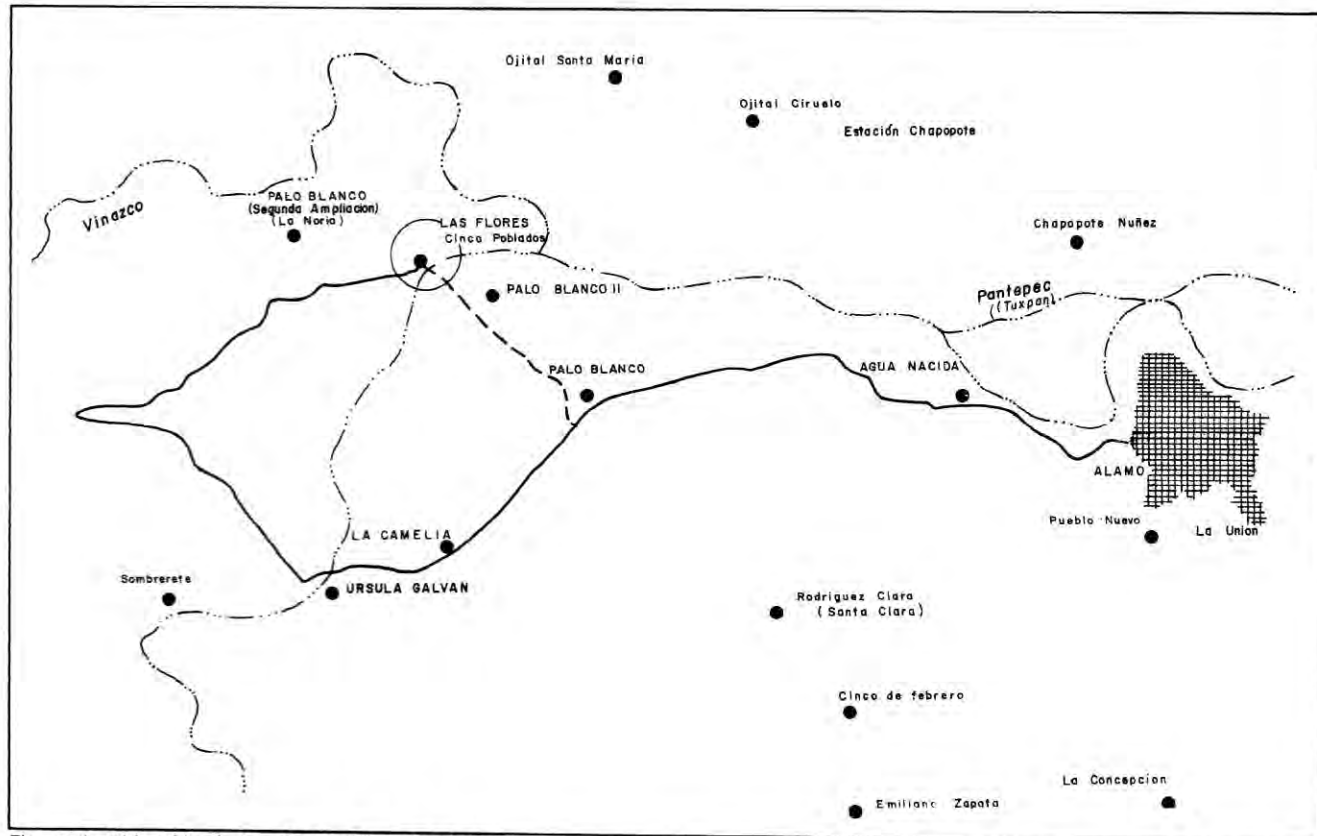 Ojital Santa Maria
Ojital Ciruelo
Estación Chapopote
Vinazco
PALO BLANCO
(Segunda Ampliacion)
(La Noria)
LAS FLORES
Cinco Poblados
Chapopote Nuñez
PALO BLANCO II
Pantepec
(Tuxpan)
PALO BLANCO
AGUA NACIDA
ALAMO
Pueblo Nuevo
La Union
LA CAMELIA
Sombrerete
URSULA GALVAN
Rodriguez Clara
(Santa Clara)
Cinco de febrero
La Concepcion
Emiliano Zapata